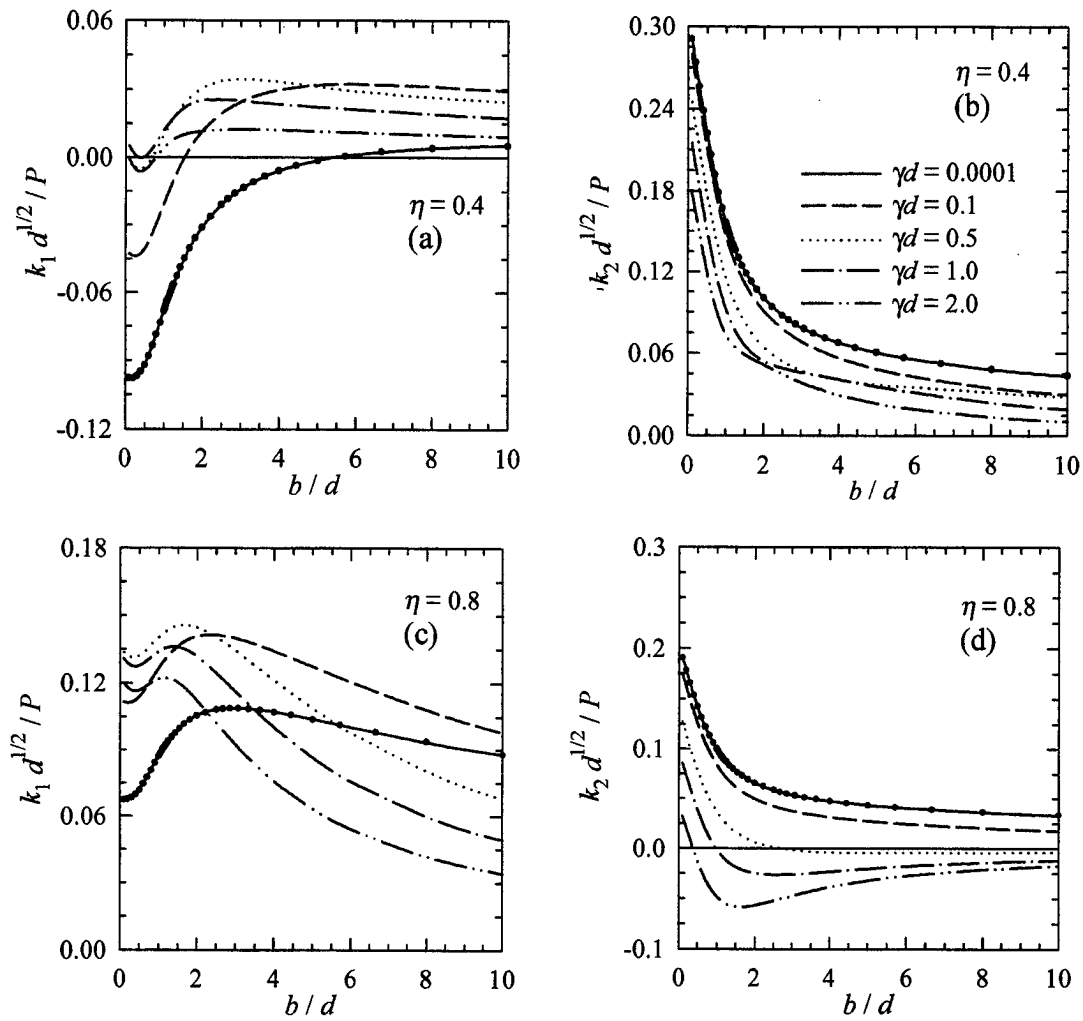 0.06
0.00
-0.06
-0.12
k₁ d^{1/2} / P
η = 0.4
(a)
0 2 4 6 8 10
b / d
0.30
0.24
0.18
0.12
0.06
0.00
k₂ d^{1/2} / P
η = 0.4
(b)
γd = 0.0001
γd = 0.1
γd = 0.5
γd = 1.0
γd = 2.0
0 2 4 6 8 10
b / d
0.18
0.12
0.06
0.00
k₁ d^{1/2} / P
η = 0.8
(c)
0 2 4 6 8 10
b / d
0.3
0.2
0.1
0.0
-0.1
k₂ d^{1/2} / P
η = 0.8
(d)
0 2 4 6 8 10
b / d